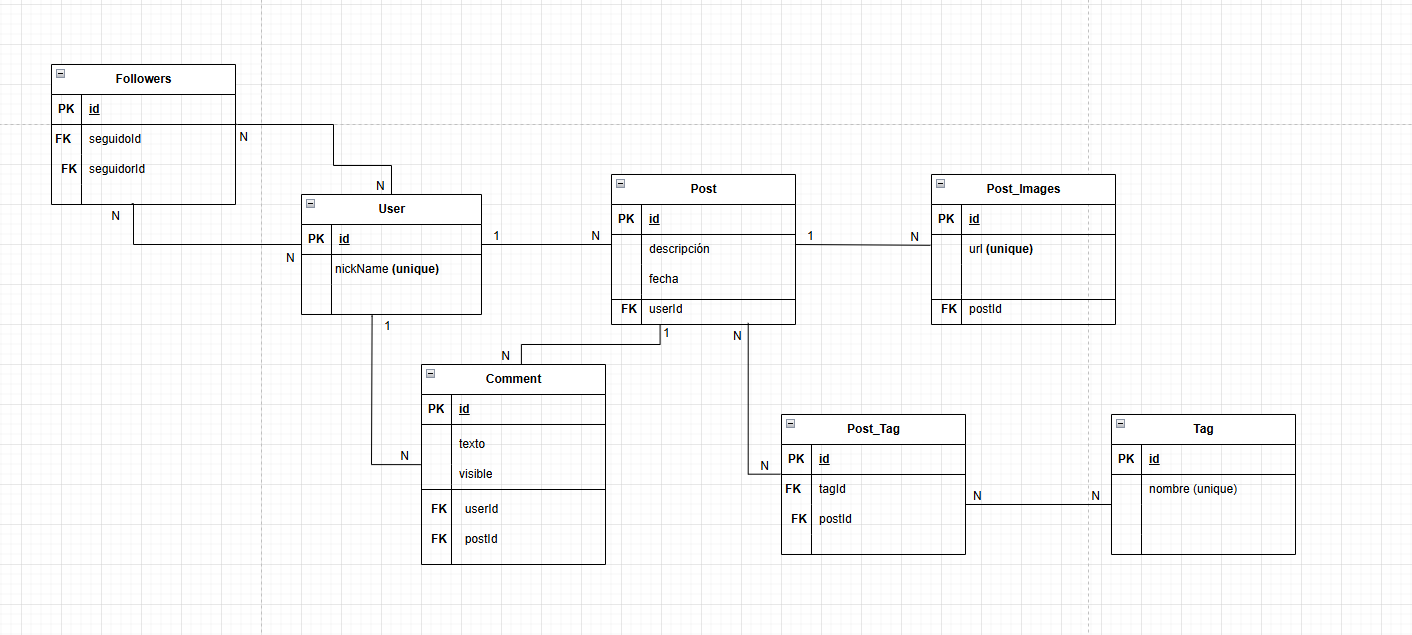 Followers
PK id
FK seguidoId
FK seguidorId
N
N
N
N
User
PK id
nickName (unique)
1
N
1
N
Post
PK id
descripción
fecha
FK userId
1
N
1
N
N
N
Post_Images
PK id
url (unique)
FK postId
Comment
PK id
texto
visible
FK userId
FK postId
Post_Tag
PK id
FK tagId
FK postId
N
N
Tag
PK id
nombre (unique)